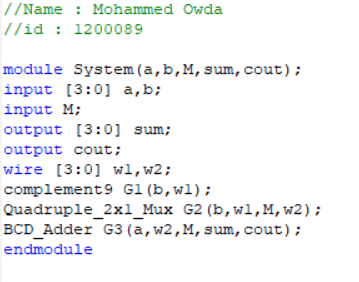 //Name : Mohammed Owda
//id : 1200089
module System(a,b,M,sum,cout);
input [3:0] a,b;
input M;
output [3:0] sum;
output cout;
wire [3:0] w1,w2;
complement9 G1(b,w1);
Quadruple_2x1_Mux G2(b,w1,M,w2);
BCD_Adder G3(a,w2,M,sum,cout);
endmodule